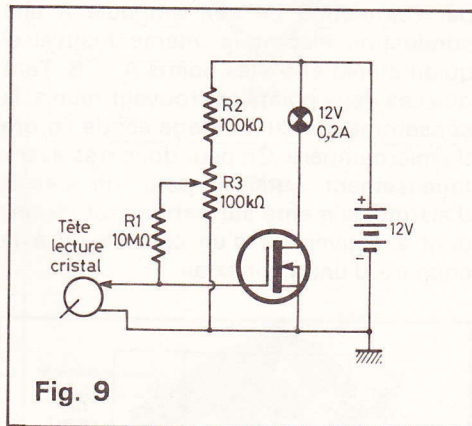 R2
100kΩ
12V
0,2A
R3
100kΩ
R1
10MΩ
Tête
lecture
cristal
+
-
12V
Fig. 9